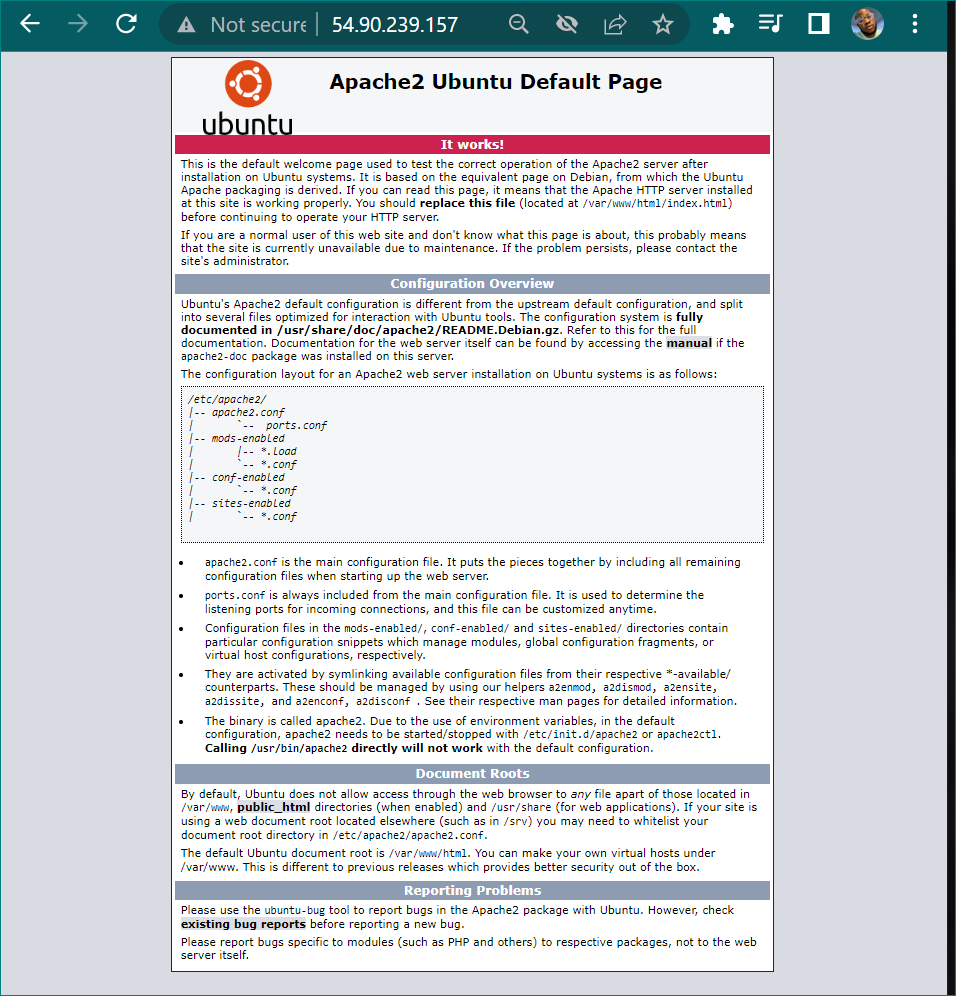 Not secure 54.90.239.157
ubuntu
Apache2 Ubuntu Default Page
It works!
This is the default welcome page used to test the correct operation of the Apache2 server after
installation on Ubuntu systems. It is based on the equivalent page on Debian, from which the Ubuntu
Apache packaging is derived. If you can read this page, it means that the Apache HTTP server installed
at this site is working properly. You should replace this file (located at /var/www/html/index.html)
before continuing to operate your HTTP server.
If you are a normal user of this web site and don't know what this page is about, this probably means
that the site is currently unavailable due to maintenance. If the problem persists, please contact the
site's administrator.
Configuration Overview
Ubuntu's Apache2 default configuration is different from the upstream default configuration, and split
into several files optimized for interaction with Ubuntu tools. The configuration system is fully
documented in /usr/share/doc/apache2/README.Debian.gz. Refer to this for the full
documentation. Documentation for the web server itself can be found by accessing the manual if the
apache2-doc package was installed on this server.
The configuration layout for an Apache2 web server installation on Ubuntu systems is as follows:
/etc/apache2/
|-- apache2.conf
|       `--  ports.conf
|-- mods-enabled
|       |-- *.load
|       `-- *.conf
|-- conf-enabled
|       `-- *.conf
|-- sites-enabled
|       `-- *.conf
• apache2.conf is the main configuration file. It puts the pieces together by including all remaining
configuration files when starting up the web server.
• ports.conf is always included from the main configuration file. It is used to determine the
listening ports for incoming connections, and this file can be customized anytime.
• Configuration files in the mods-enabled/, conf-enabled/ and sites-enabled/ directories contain
particular configuration snippets which manage modules, global configuration fragments, or
virtual host configurations, respectively.
• They are activated by symlinking available configuration files from their respective *-available/
counterparts. These should be managed by using our helpers a2enmod, a2dismod, a2ensite,
a2dissite, and a2enconf, a2disconf . See their respective man pages for detailed information.
• The binary is called apache2. Due to the use of environment variables, in the default
configuration, apache2 needs to be started/stopped with /etc/init.d/apache2 or apache2ctl.
Calling /usr/bin/apache2 directly will not work with the default configuration.
Document Roots
By default, Ubuntu does not allow access through the web browser to any file apart of those located in
/var/www, public_html directories (when enabled) and /usr/share (for web applications). If your site is
using a web document root located elsewhere (such as in /srv) you may need to whitelist your
document root directory in /etc/apache2/apache2.conf.
The default Ubuntu document root is /var/www/html. You can make your own virtual hosts under
/var/www. This is different to previous releases which provides better security out of the box.
Reporting Problems
Please use the ubuntu-bug tool to report bugs in the Apache2 package with Ubuntu. However, check
existing bug reports before reporting a new bug.
Please report bugs specific to modules (such as PHP and others) to respective packages, not to the web
server itself.